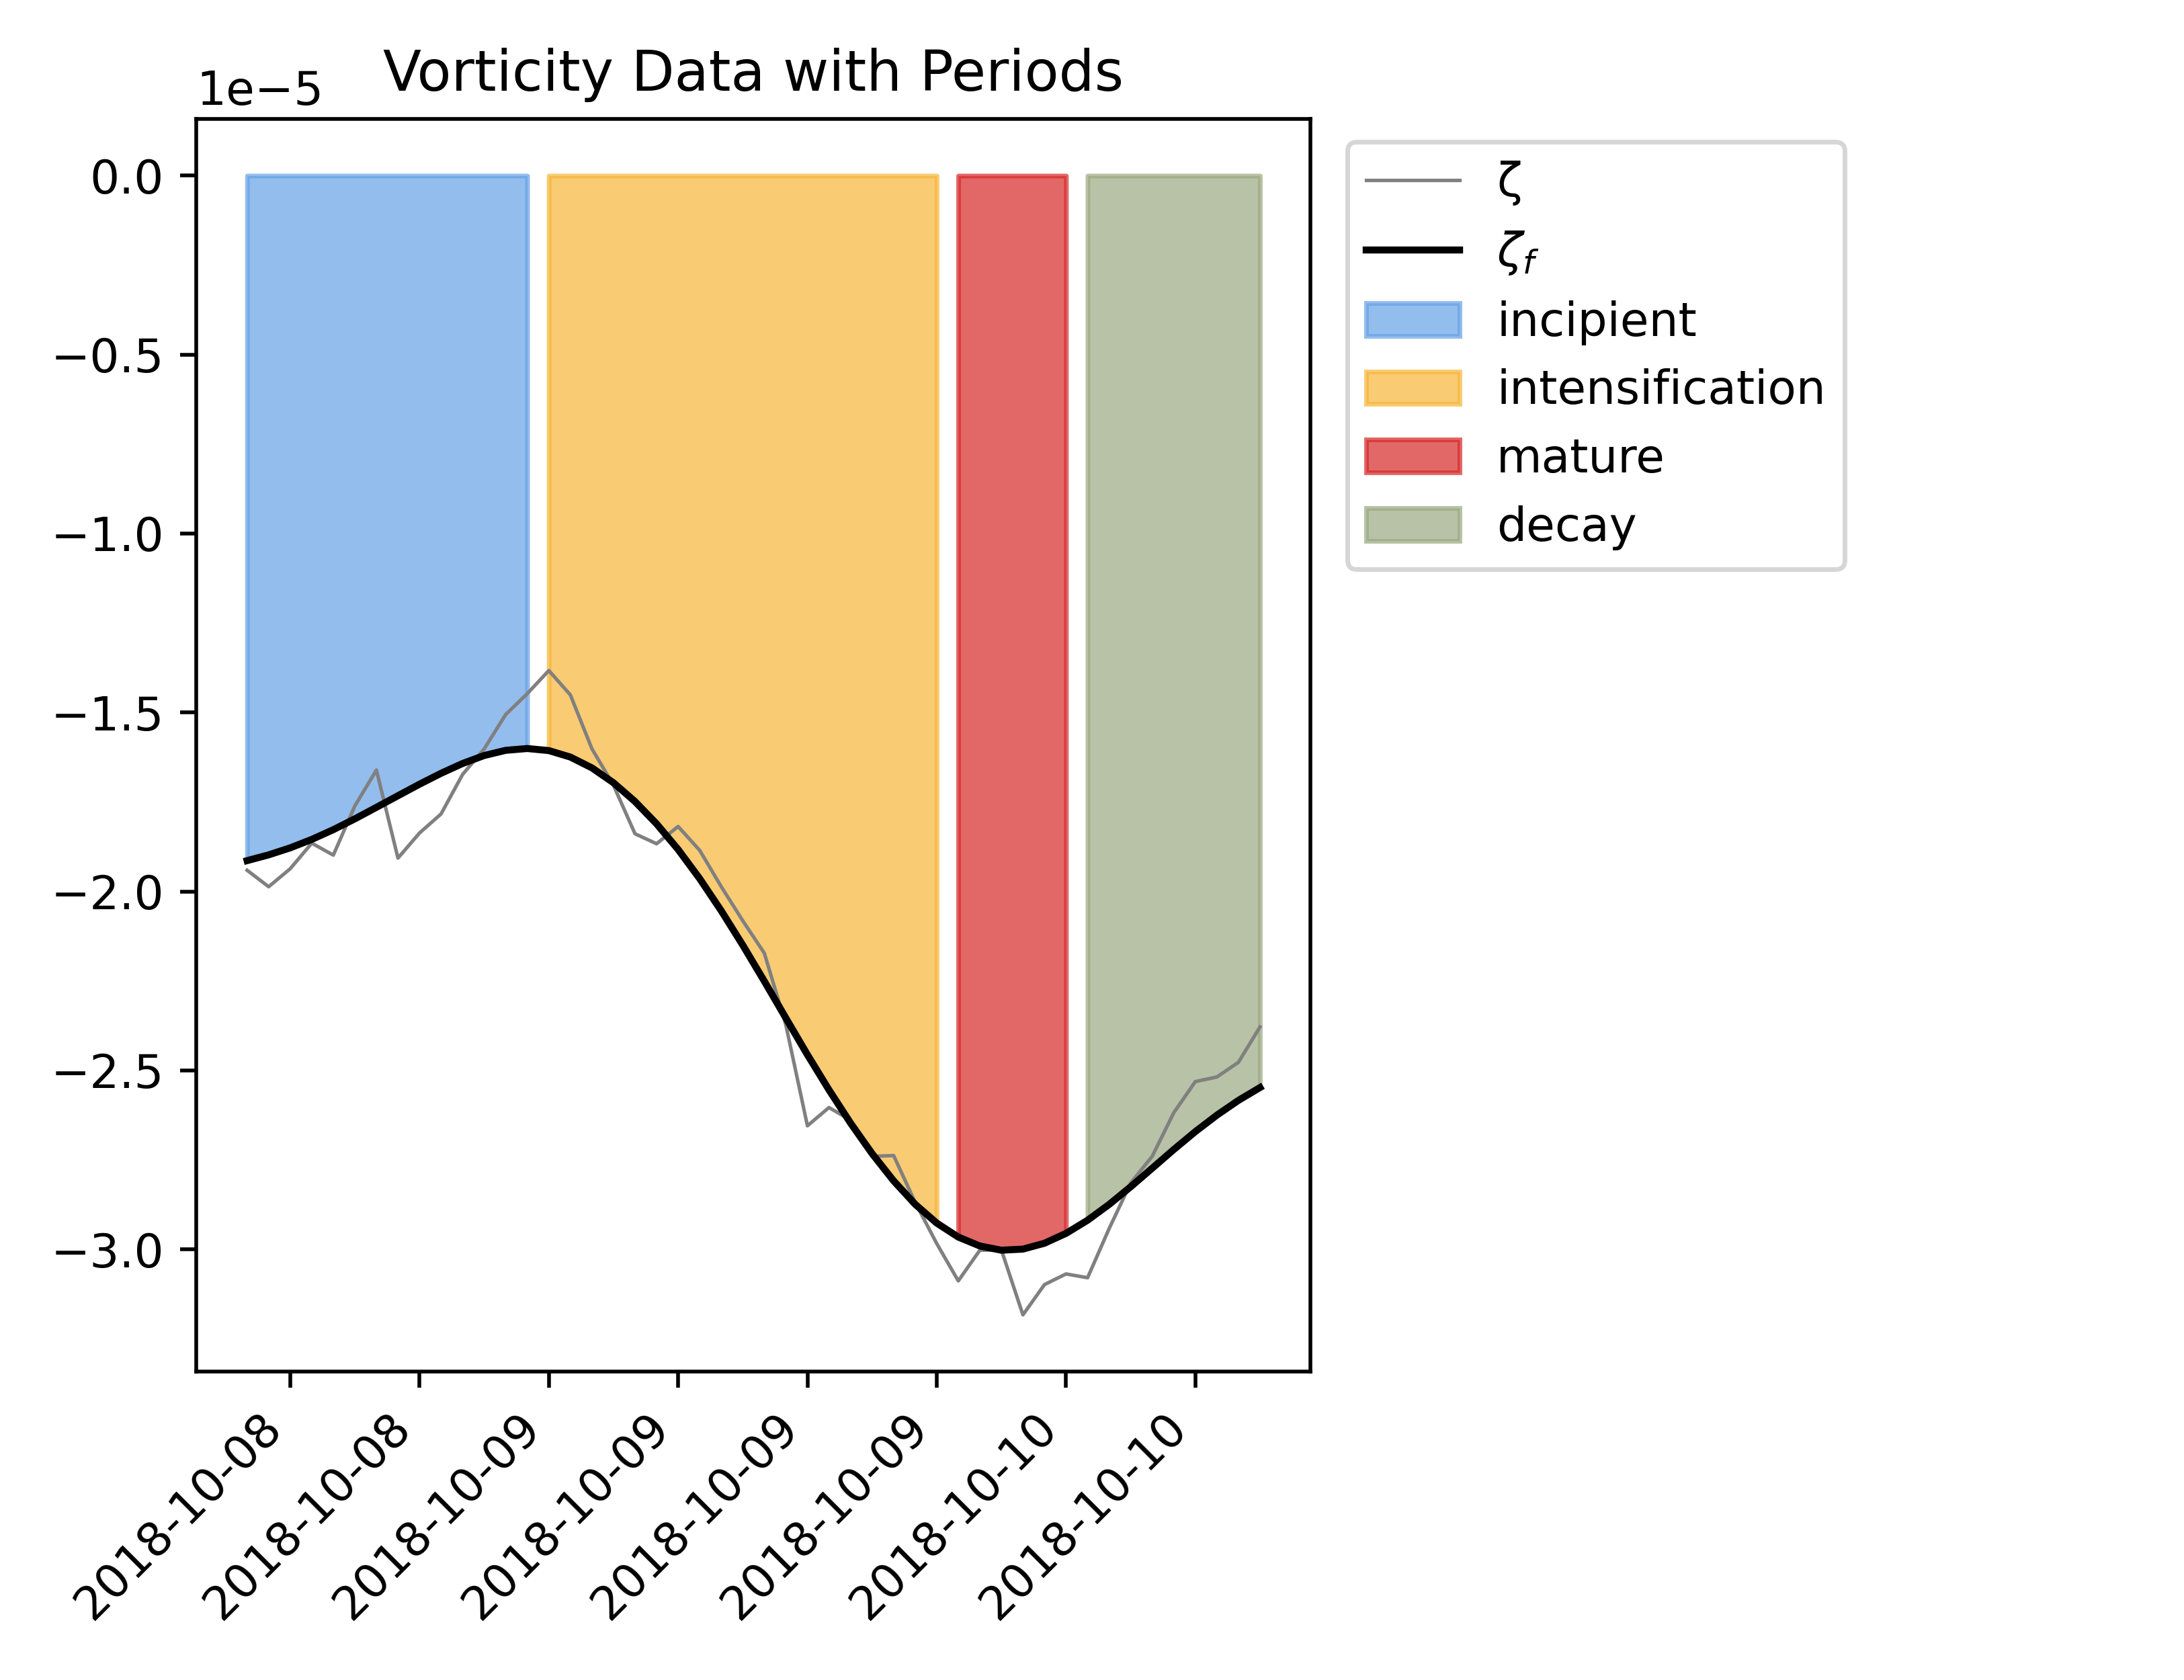 Vorticity Data with Periods
1e−5
0.0
−0.5
−1.0
−1.5
−2.0
−2.5
−3.0
2018-10-08
2018-10-08
2018-10-09
2018-10-09
2018-10-09
2018-10-09
2018-10-10
2018-10-10
ζ
ζf
incipient
intensification
mature
decay